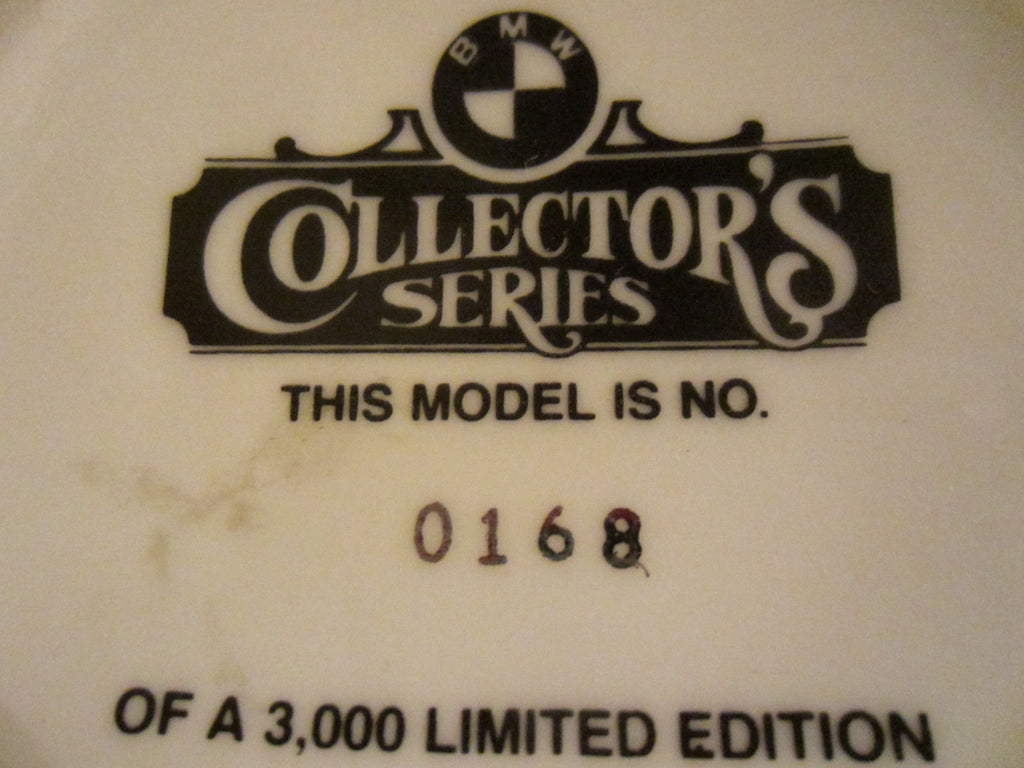 BMW
COLLECTOR'S
SERIES
THIS MODEL IS NO.
0168
OF A 3,000 LIMITED EDITION